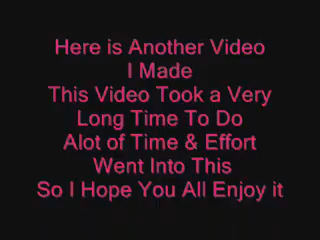 Here is Another Video
I Made
This Video Took a Very
Long Time To Do
Alot of Time & Effort
Went Into This
So I Hope You All Enjoy it